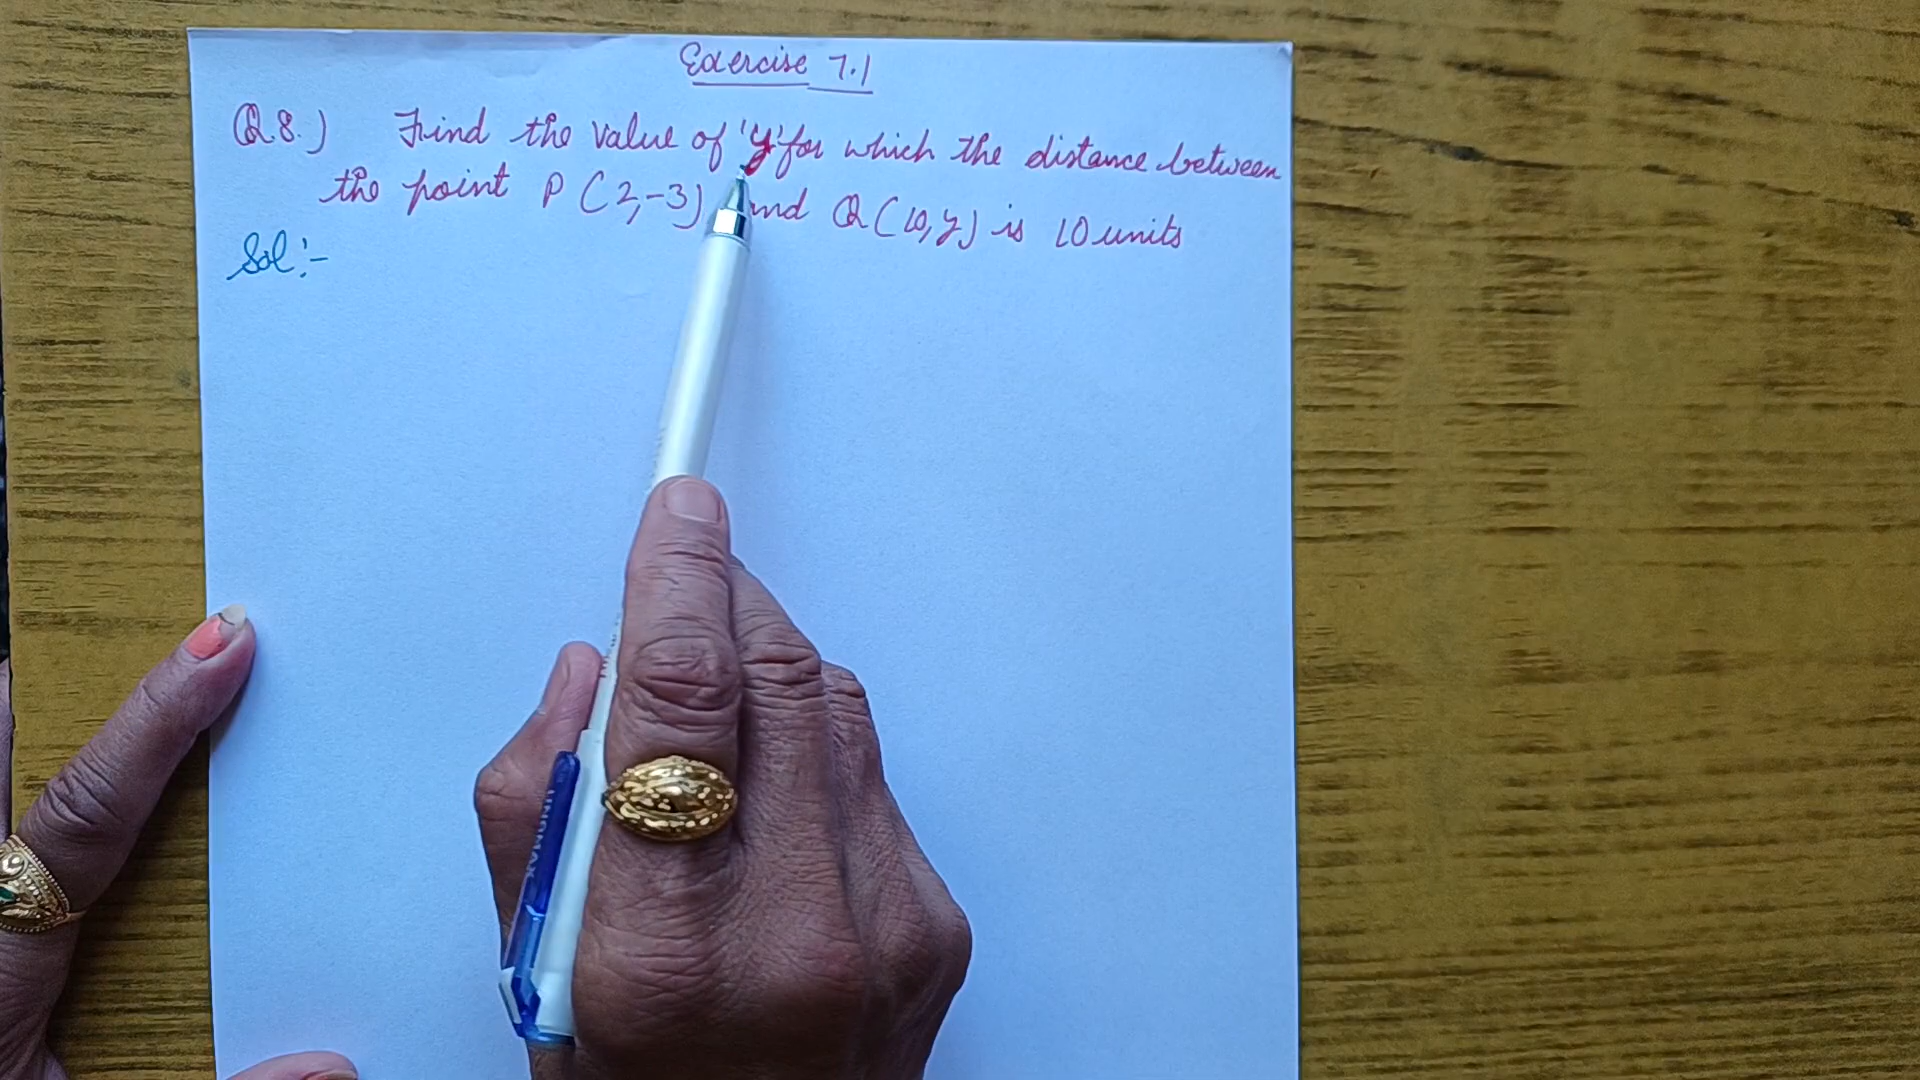 Exercise 7.1
Q.8.) Find the value of 'y' for which the distance between
the point P (2,-3) and Q (10,y) is 10 units
Sol:-